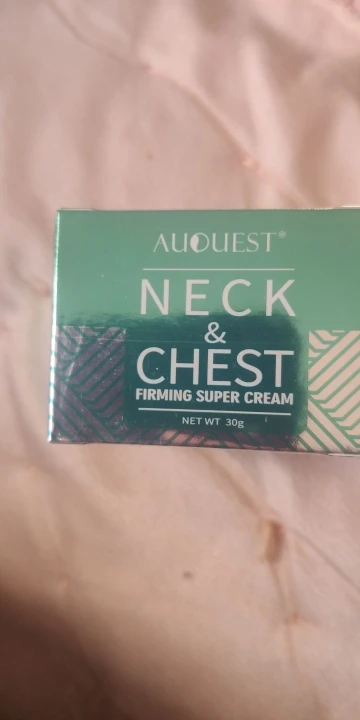 AUQUEST®
NECK
&
CHEST
FIRMING SUPER CREAM
NET WT 30g